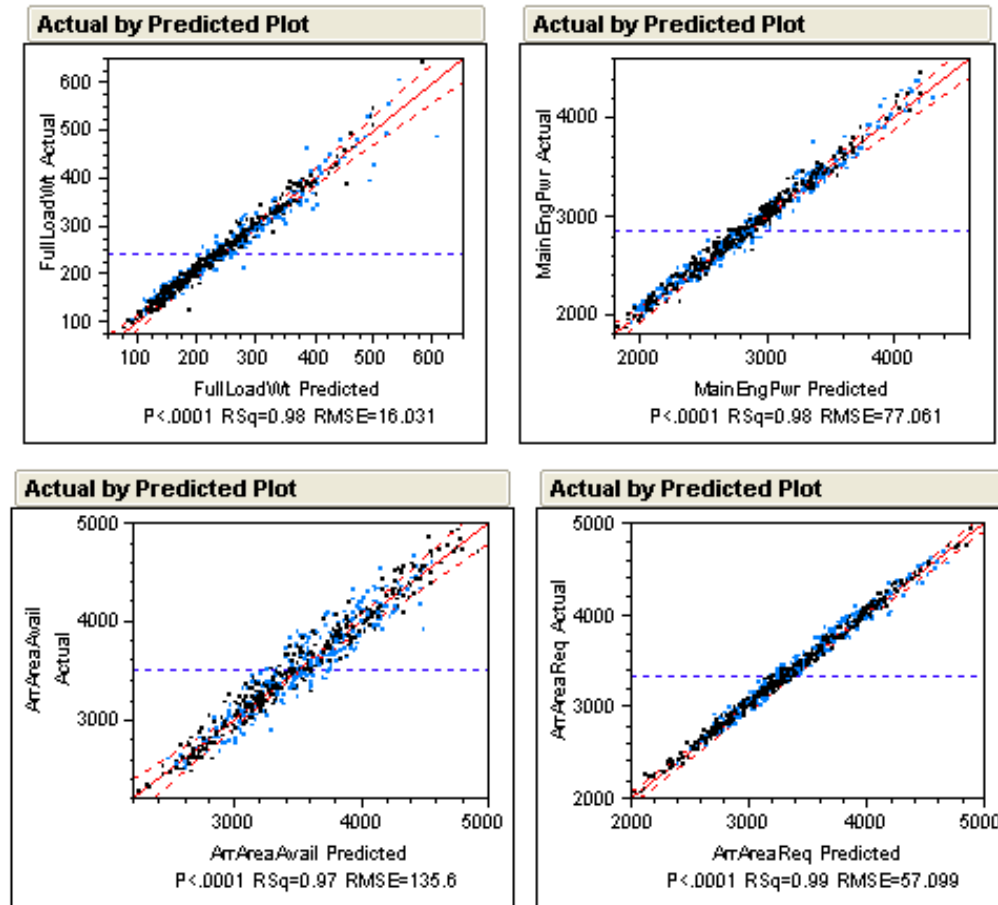 Actual by Predicted Plot
600
500
400
300
200
100
FullLoadWt Actual
100 200 300 400 500 600
FullLoadWt Predicted
P<.0001 RSq=0.98 RMSE=16.031
Actual by Predicted Plot
4000
3000
2000
MainEngPwr Actual
2000 3000 4000
MainEngPwr Predicted
P<.0001 RSq=0.98 RMSE=77.061
Actual by Predicted Plot
5000
4000
3000
ArrAreaAvail
Actual
3000 4000 5000
ArrAreaAvail Predicted
P<.0001 RSq=0.97 RMSE=135.6
Actual by Predicted Plot
5000
4000
3000
2000
ArrAreaReq Actual
2000 3000 4000 5000
ArrAreaReq Predicted
P<.0001 RSq=0.99 RMSE=57.099